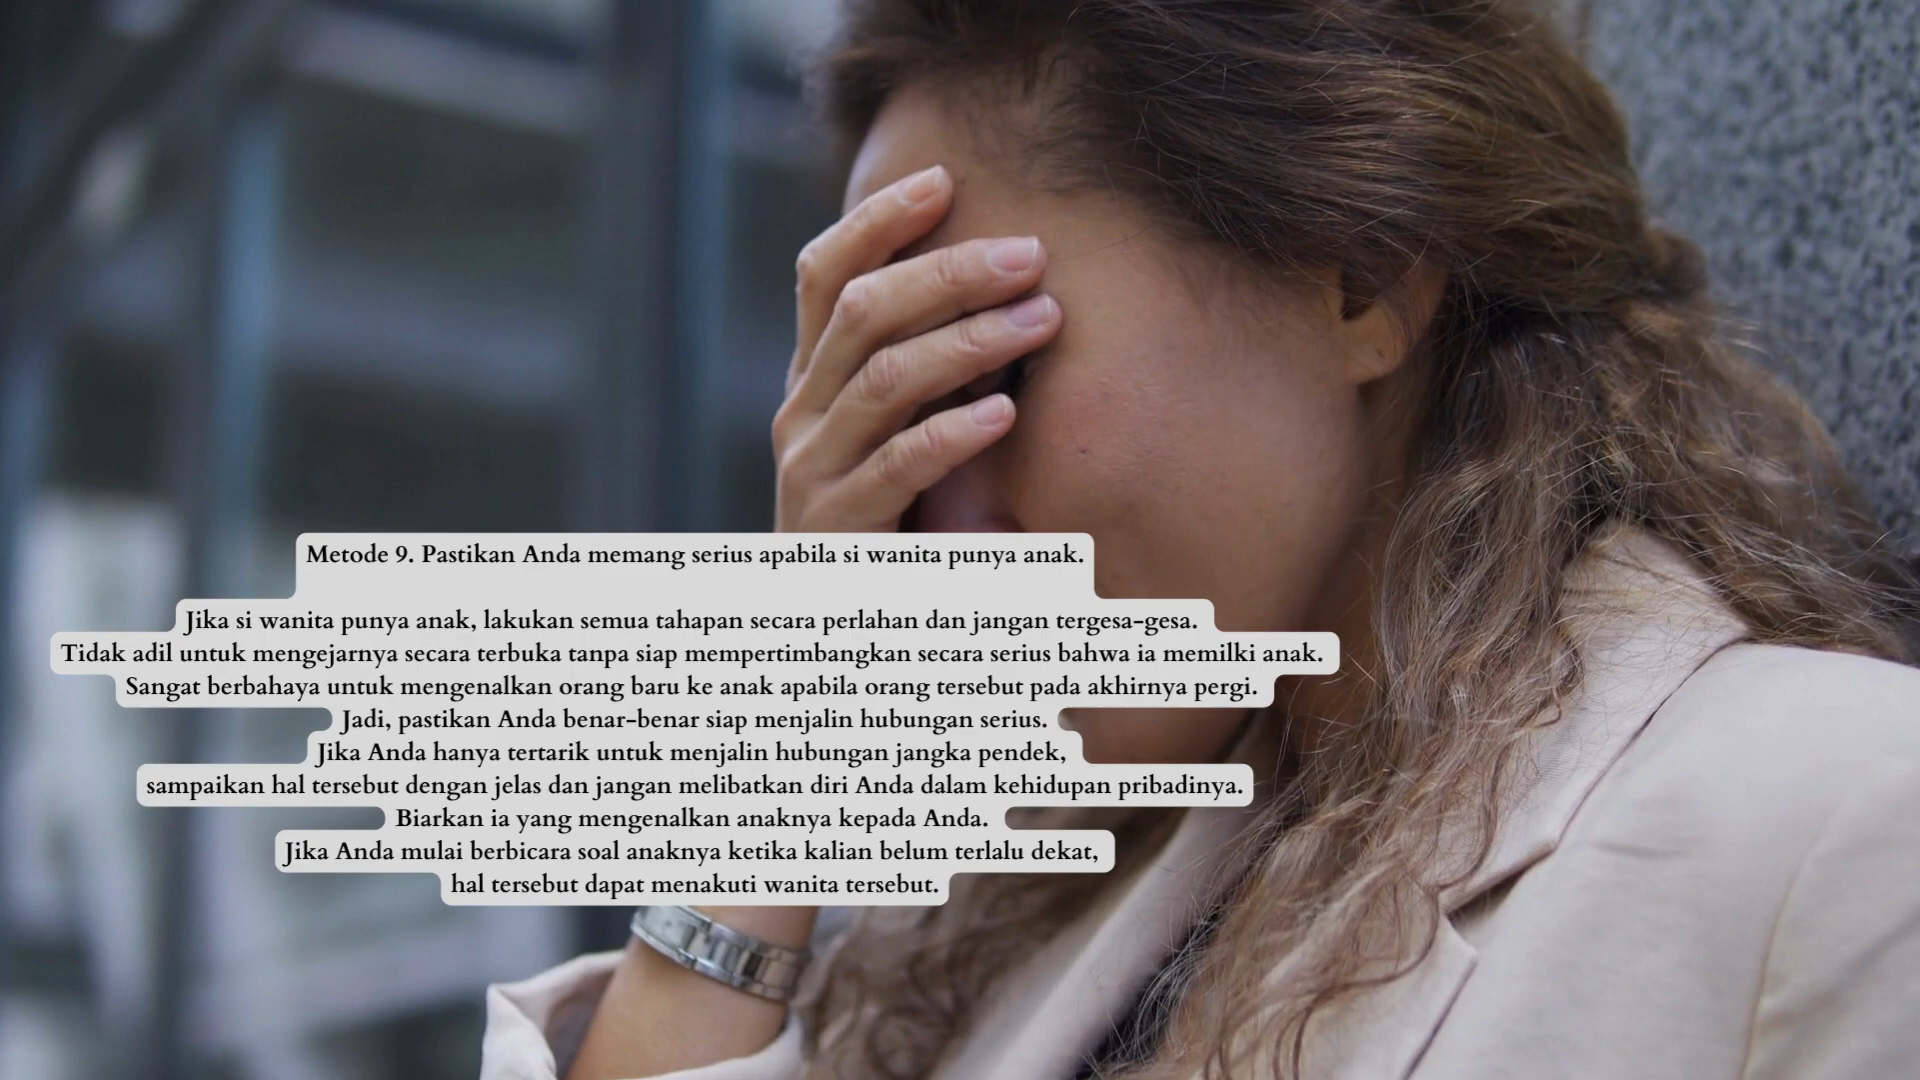 Metode 9. Pastikan Anda memang serius apabila si wanita punya anak.
Jika si wanita punya anak, lakukan semua tahapan secara perlahan dan jangan tergesa-gesa.
Tidak adil untuk mengejarnya secara terbuka tanpa siap mempertimbangkan secara serius bahwa ia memilki anak.
Sangat berbahaya untuk mengenalkan orang baru ke anak apabila orang tersebut pada akhirnya pergi.
Jadi, pastikan Anda benar-benar siap menjalin hubungan serius.
Jika Anda hanya tertarik untuk menjalin hubungan jangka pendek,
sampaikan hal tersebut dengan jelas dan jangan melibatkan diri Anda dalam kehidupan pribadinya.
Biarkan ia yang mengenalkan anaknya kepada Anda.
Jika Anda mulai berbicara soal anaknya ketika kalian belum terlalu dekat,
hal tersebut dapat menakuti wanita tersebut.